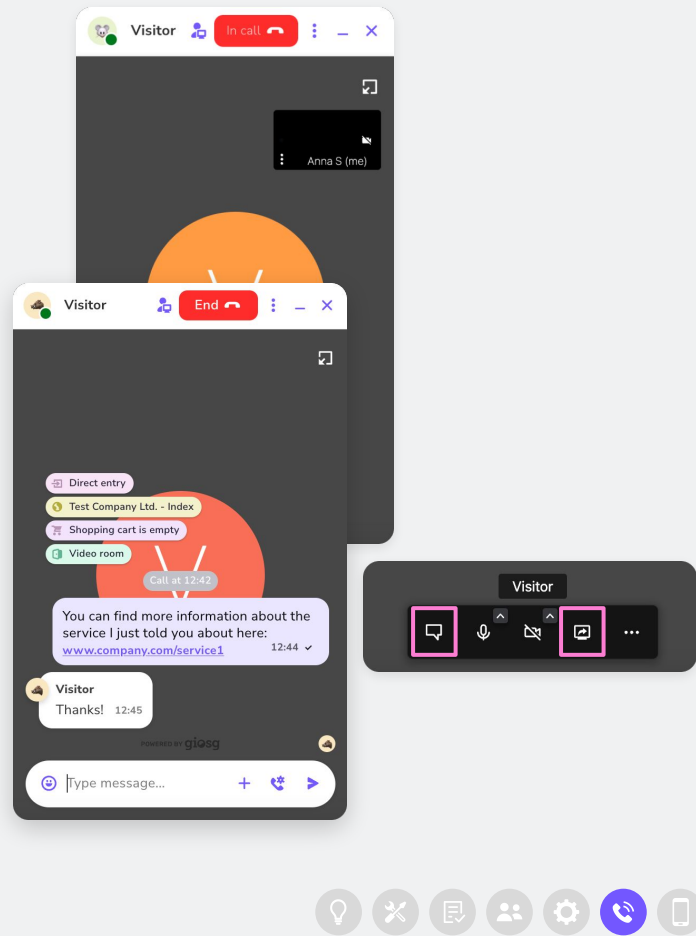 Visitor
In call
Anna S (me)
Visitor
End
Direct entry
Test Company Ltd. - Index
Shopping cart is empty
Video room
Call at 12:42
You can find more information about the
service I just told you about here:
www.company.com/service1 12:44
Visitor
Thanks! 12:45
POWERED BY giosg
Type message...
Visitor